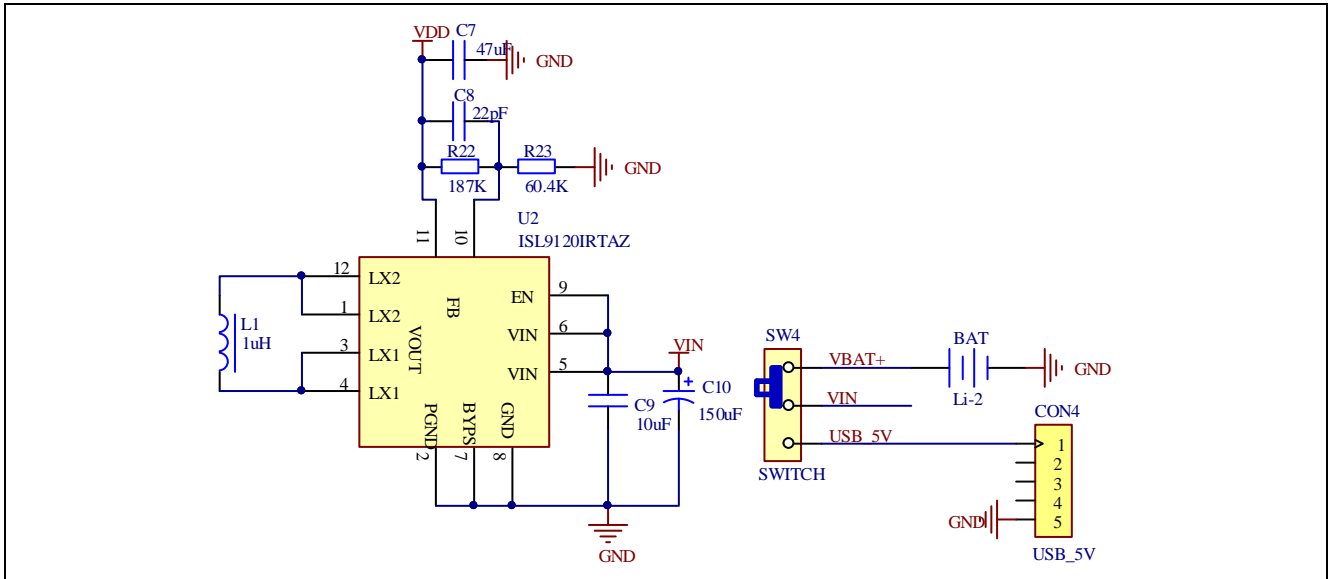 VDD
C7
47uF
GND
C8
22pF
R22
187K
R23
60.4K
GND
U2
ISL9120IRTAZ
11
10
12
LX2
1
LX2
3
LX1
4
LX1
VOUT
FB
EN
9
VIN
6
VIN
5
PGND
BYPS
GND
2
7
8
L1
1uH
VIN
C9
10uF
C10
150uF
GND
SW4
SWITCH
VBAT+
VIN
USB_5V
BAT
Li-2
GND
CON4
1
2
3
4
5
GND
USB_5V